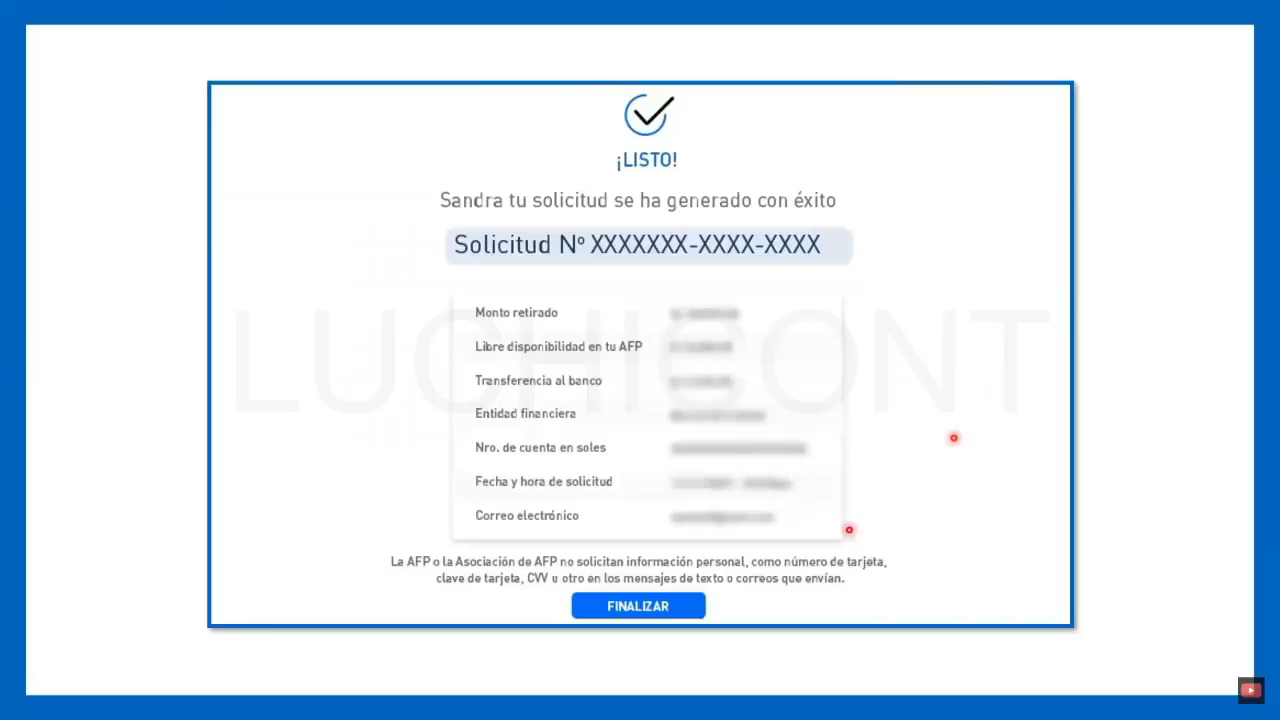 ¡LISTO!
Sandra tu solicitud se ha generado con éxito
Solicitud Nº XXXXXXX-XXXX-XXXX
LUCHICONT
Monto retirado
Libre disponibilidad en tu AFP
Transferencia al banco
Entidad financiera
Nro. de cuenta en soles
Fecha y hora de solicitud
Correo electrónico
La AFP o la Asociación de AFP no solicitan información personal, como número de tarjeta,
clave de tarjeta, CVV u otro en los mensajes de texto o correos que envían.
FINALIZAR